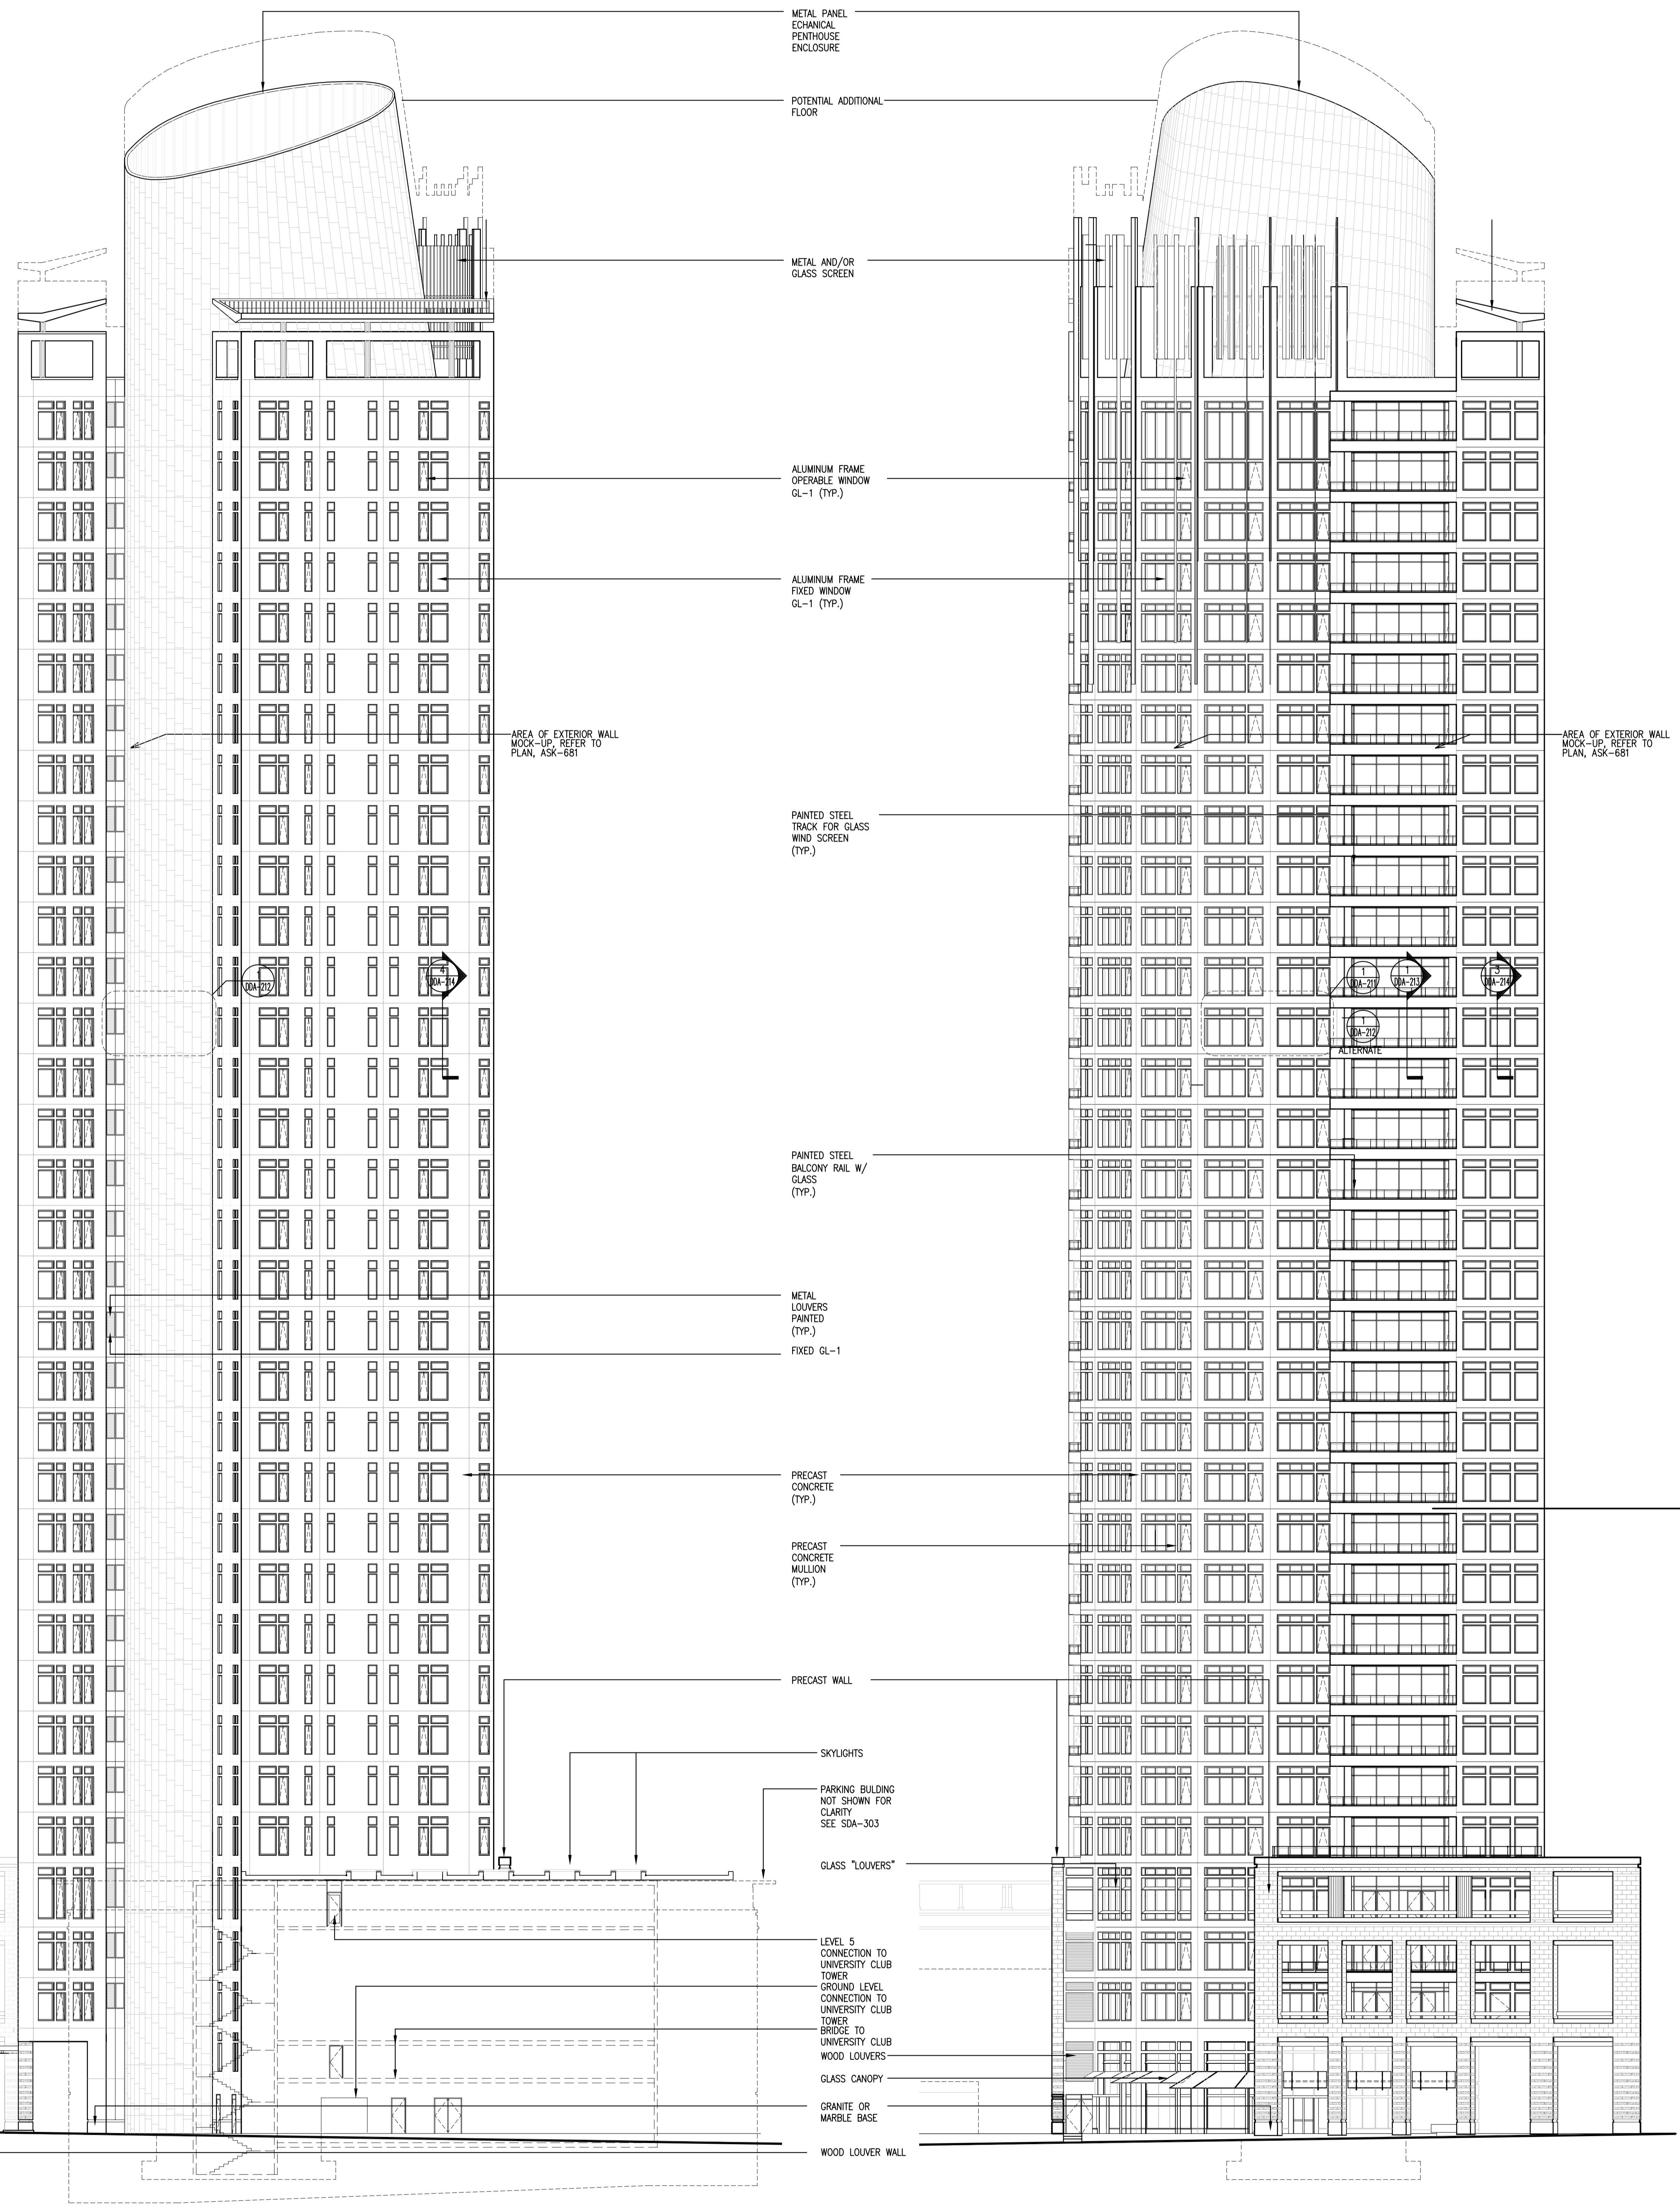 METAL PANEL
ECHANICAL
PENTHOUSE
ENCLOSURE
POTENTIAL ADDITIONAL
FLOOR
METAL AND/OR
GLASS SCREEN
ALUMINUM FRAME
OPERABLE WINDOW
GL-1 (TYP.)
ALUMINUM FRAME
FIXED WINDOW
GL-1 (TYP.)
AREA OF EXTERIOR WALL
MOCK-UP, REFER TO
PLAN, ASK-681
AREA OF EXTERIOR WALL
MOCK-UP, REFER TO
PLAN, ASK-681
PAINTED STEEL
TRACK FOR GLASS
WIND SCREEN
(TYP.)
1
DDA-212
4
DDA-214
1
DDA-211
1
DDA-213
3
DDA-214
1
DDA-212
ALTERNATE
PAINTED STEEL
BALCONY RAIL W/
GLASS
(TYP.)
METAL
LOUVERS
PAINTED
(TYP.)
FIXED GL-1
PRECAST
CONCRETE
(TYP.)
PRECAST
CONCRETE
MULLION
(TYP.)
PRECAST WALL
SKYLIGHTS
PARKING BULDING
NOT SHOWN FOR
CLARITY
SEE SDA-303
GLASS "LOUVERS"
LEVEL 5
CONNECTION TO
UNIVERSITY CLUB
TOWER
GROUND LEVEL
CONNECTION TO
UNIVERSITY CLUB
TOWER
BRIDGE TO
UNIVERSITY CLUB
WOOD LOUVERS
GLASS CANOPY
GRANITE OR
MARBLE BASE
WOOD LOUVER WALL